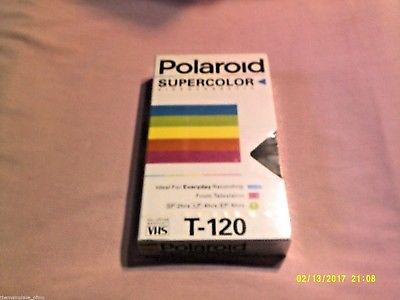 Polaroid
SUPERCOLOR
VIDEOCASSETTE
Ideal For Everyday Recording
From Television
SP-2hrs LP-4hrs EP-6hrs
VHS
T-120
02/13/2017 21:08